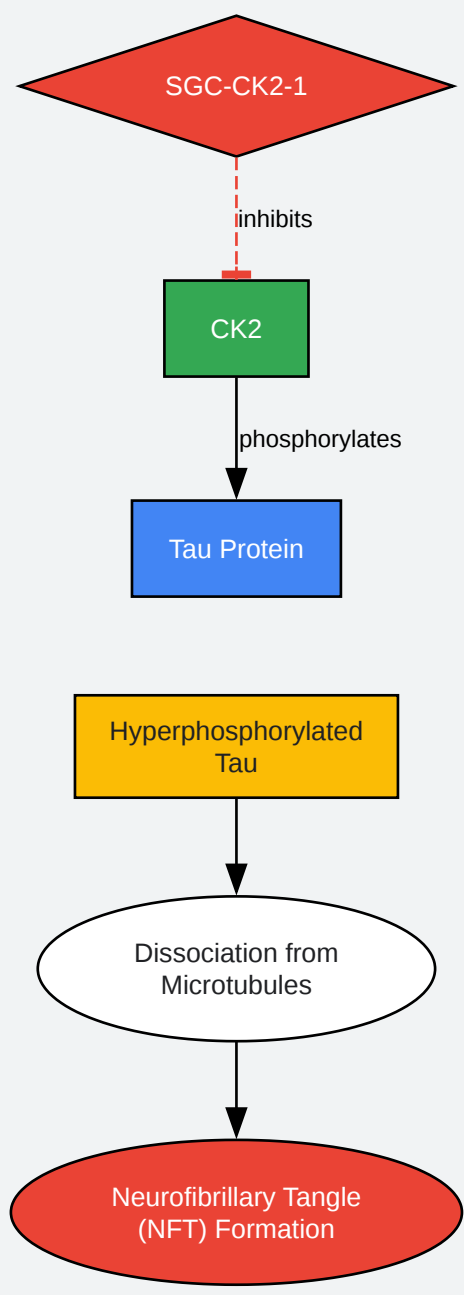 SGC-CK2-1
inhibits
CK2
phosphorylates
Tau Protein
Hyperphosphorylated
Tau
Dissociation from
Microtubules
Neurofibrillary Tangle
(NFT) Formation